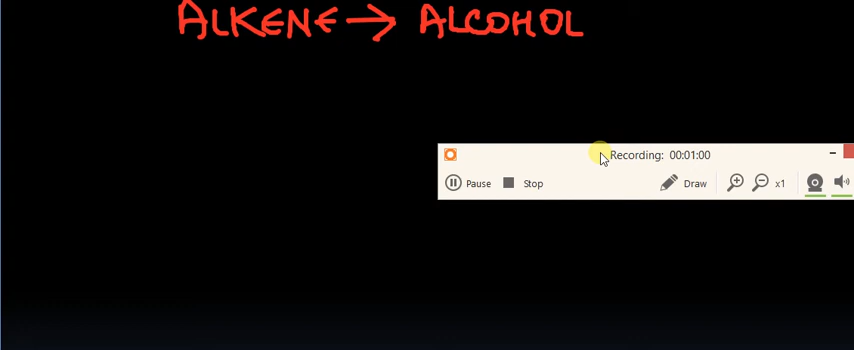 ALKENE → ALCOHOL
Recording: 00:01:00
Pause Stop Draw x1